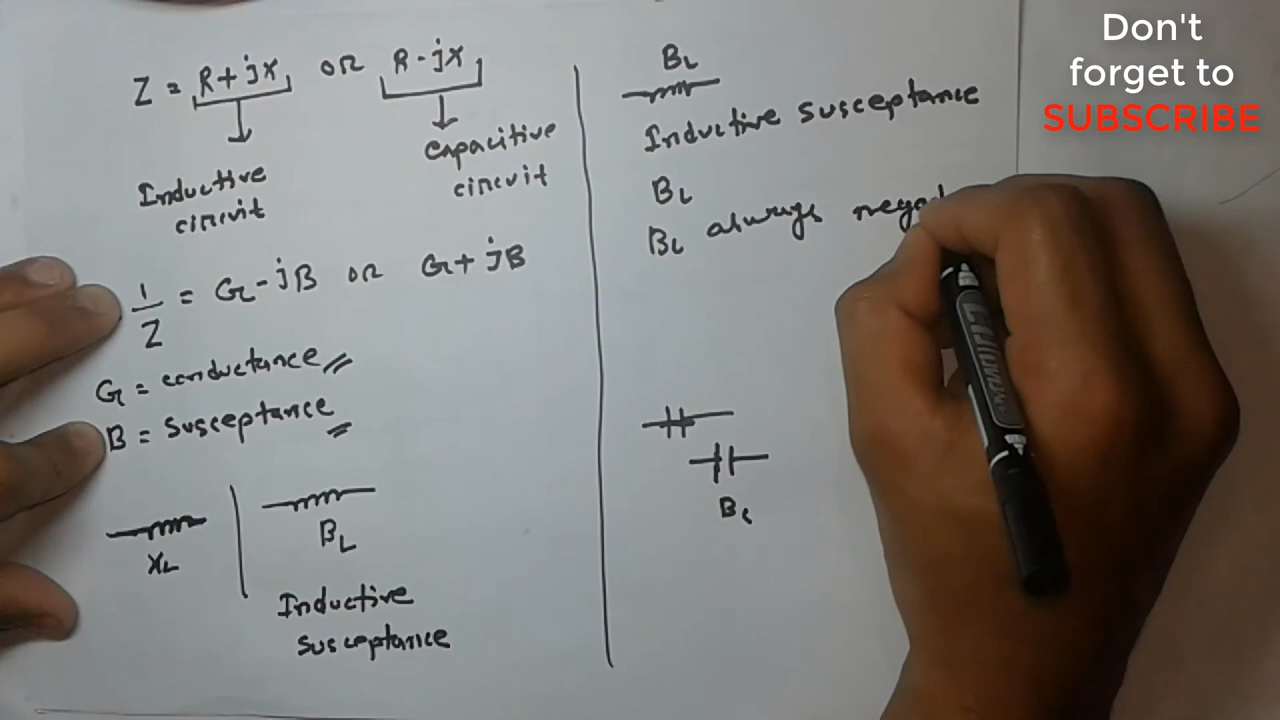 Z = R+jX or R-jX
Inductive circuit
Capacitive circuit
1/Z = G-jB or G+jB
G = conductance
B = Susceptance
XL
BL
Inductive
susceptance
BL
Inductive susceptance
BL
BL always
Bc
Don't
forget to
SUBSCRIBE